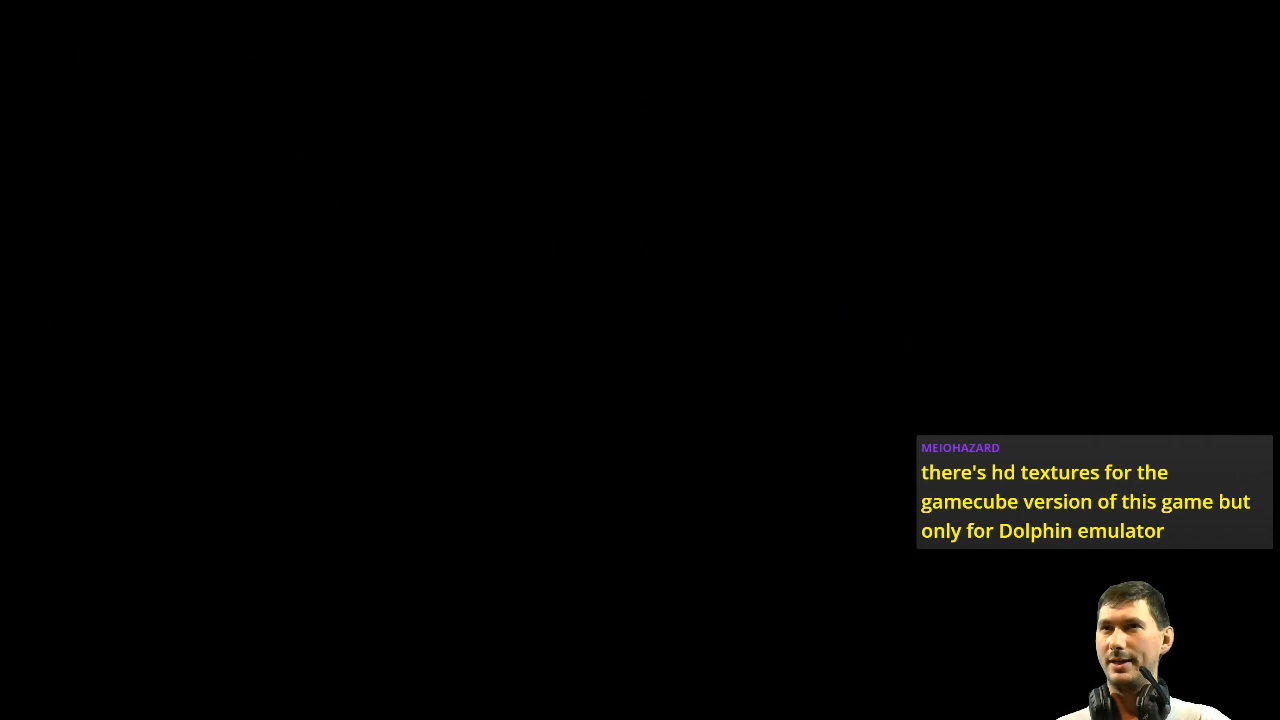 MEIOHAZARD
there's hd textures for the
gamecube version of this game but
only for Dolphin emulator